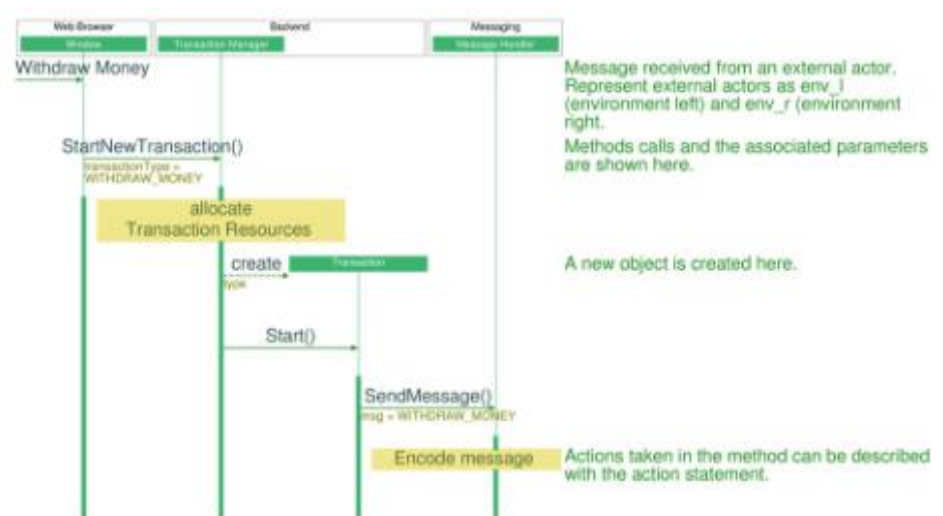 Web Browser Backend Messaging
Window Transaction Manager Message Handler
Withdraw Money
Message received from an external actor.
Represent external actors as env_l
(environment left) and env_r (environment
right.
StartNewTransaction()
transactionType =
WITHDRAW_MONEY
Methods calls and the associated parameters
are shown here.
allocate
Transaction Resources
create
Transaction
type
A new object is created here.
Start()
SendMessage()
msg = WITHDRAW_MONEY
Encode message
Actions taken in the method can be described
with the action statement.